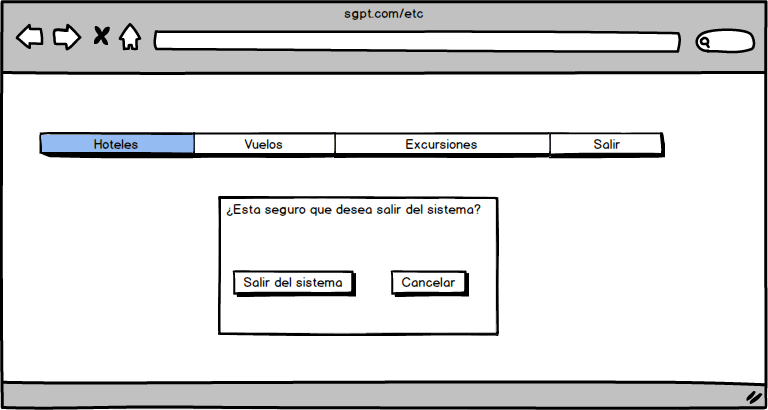 sgpt.com/etc
Hoteles Vuelos Excursiones Salir
¿Esta seguro que desea salir del sistema?
Salir del sistema Cancelar